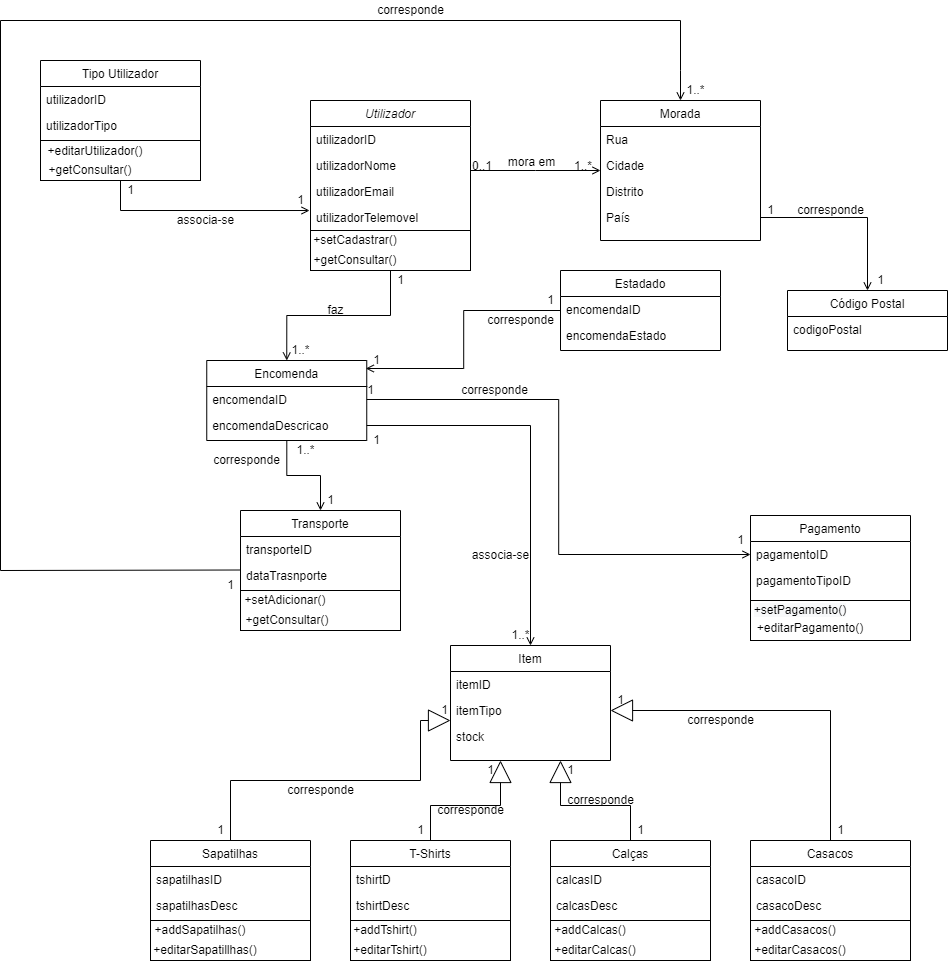 corresponde
1..*
Tipo Utilizador
utilizadorID
utilizadorTipo
+editarUtilizador()
+getConsultar()
1
associa-se
1
Utilizador
utilizadorID
utilizadorNome
utilizadorEmail
utilizadorTelemovel
+setCadastrar()
+getConsultar()
0..1
mora em
1..*
Morada
Rua
Cidade
Distrito
País
1
corresponde
1
Código Postal
codigoPostal
1
faz
1..*
Estadado
encomendaID
encomendaEstado
1
corresponde
1
Encomenda
encomendaID
encomendaDescricao
1
corresponde
1
1
associa-se
1..*
1..*
corresponde
1
Transporte
transporteID
dataTrasnporte
+setAdicionar()
+getConsultar()
1
Pagamento
pagamentoID
pagamentoTipoID
+setPagamento()
+editarPagamento()
Item
itemID
itemTipo
stock
1
corresponde
1
1
corresponde
1
1
corresponde
1
1
corresponde
1
Sapatilhas
sapatilhasID
sapatilhasDesc
+addSapatilhas()
+editarSapatillhas()
T-Shirts
tshirtD
tshirtDesc
+addTshirt()
+editarTshirt()
Calças
calcasID
calcasDesc
+addCalcas()
+editarCalcas()
Casacos
casacoID
casacoDesc
+addCasacos()
+editarCasacos()